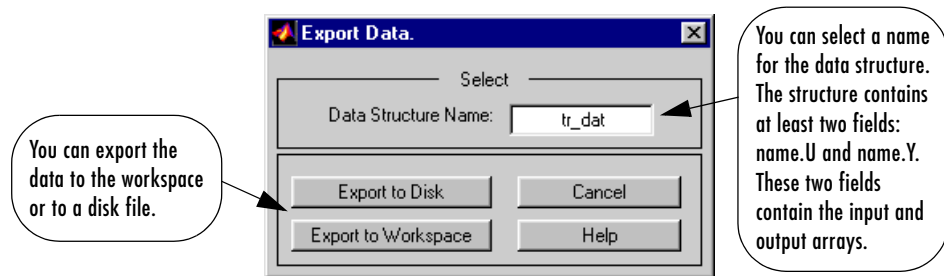 Export Data.
Select
Data Structure Name:
tr_dat
Export to Disk
Cancel
Export to Workspace
Help
You can export the
data to the workspace
or to a disk file.
You can select a name
for the data structure.
The structure contains
at least two fields:
name.U and name.Y.
These two fields
contain the input and
output arrays.